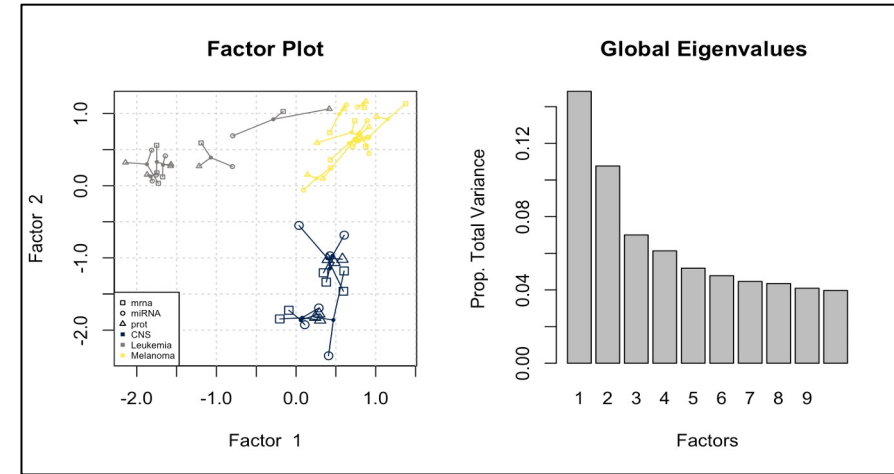 Factor Plot
1.0
0.0
-1.0
-2.0
Factor 2
mrna
miRNA
prot
CNS
Leukemia
Melanoma
-2.0 -1.0 0.0 1.0
Factor 1
Global Eigenvalues
0.12
0.08
0.04
0.00
Prop. Total Variance
1 2 3 4 5 6 7 8 9
Factors